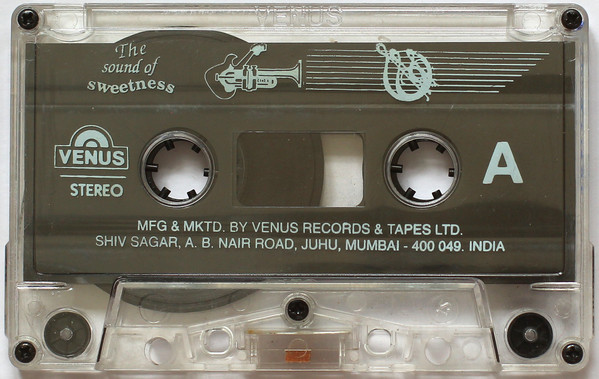 VENUS
The
sound of
sweetness
VENUS
STEREO
A
MFG & MKTD. BY VENUS RECORDS & TAPES LTD.
SHIV SAGAR, A. B. NAIR ROAD, JUHU, MUMBAI - 400 049. INDIA